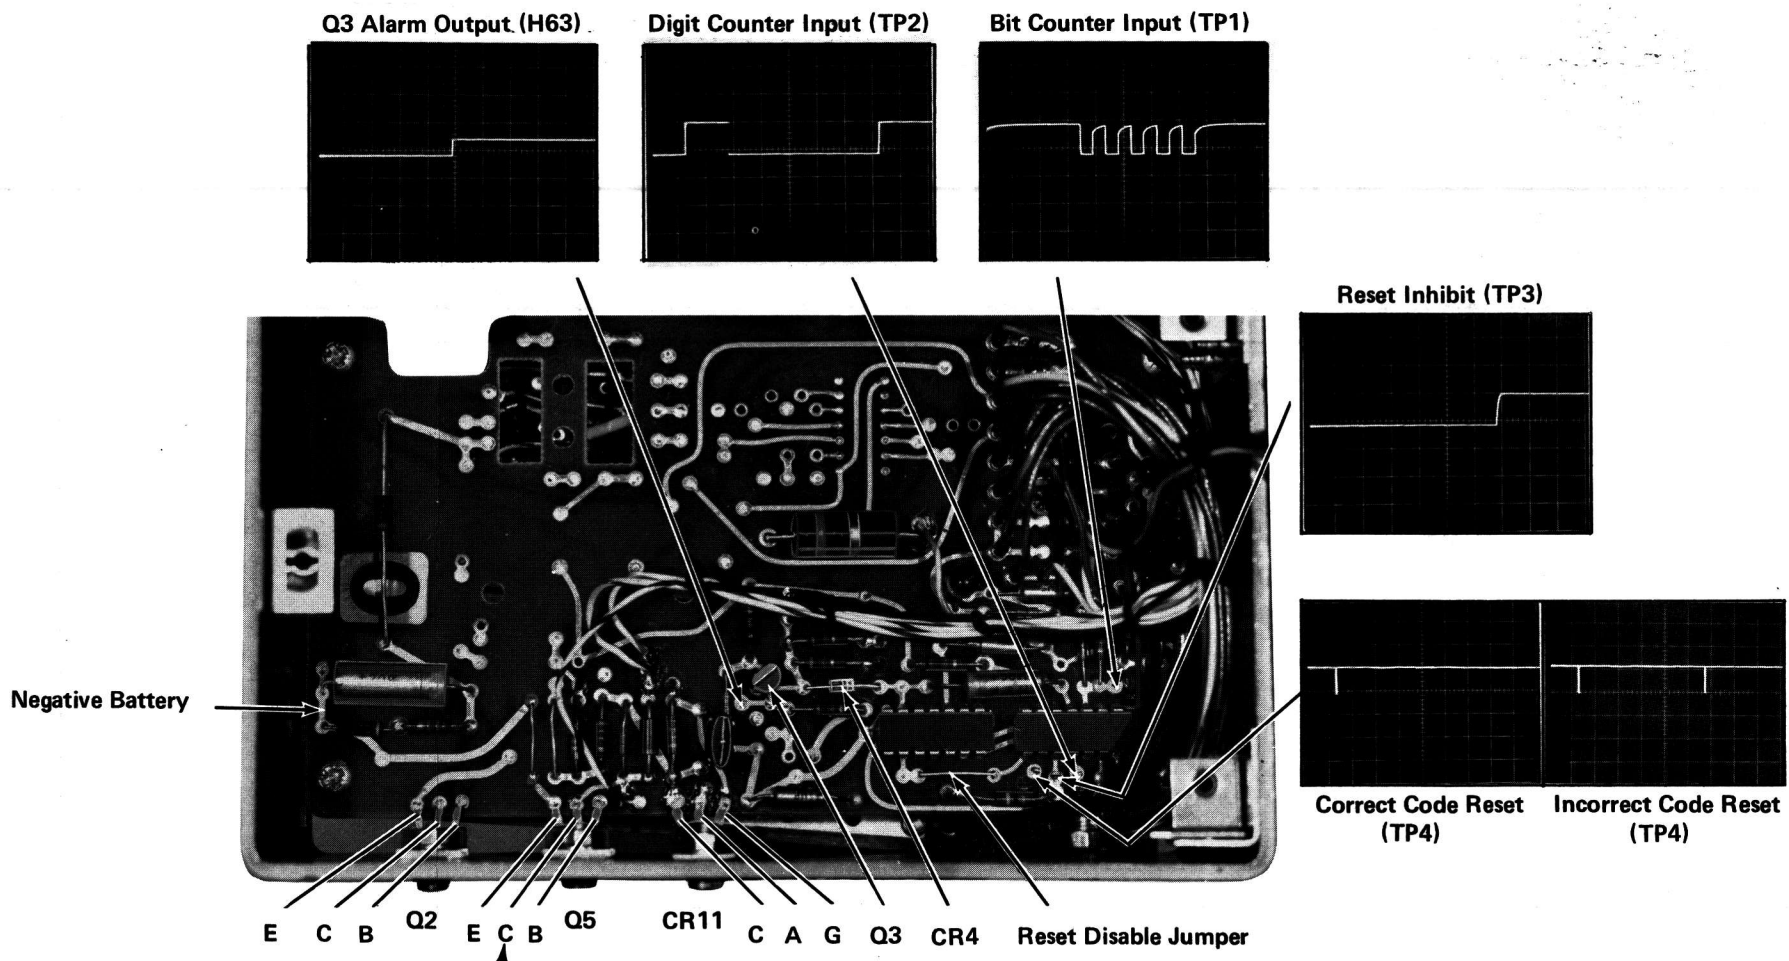 Q3 Alarm Output (H63)
Digit Counter Input (TP2)
Bit Counter Input (TP1)
Reset Inhibit (TP3)
Negative Battery
Correct Code Reset
(TP4)
Incorrect Code Reset
(TP4)
E
C
B
Q2
E
C
B
Q5
CR11
C
A
G
Q3
CR4
Reset Disable Jumper